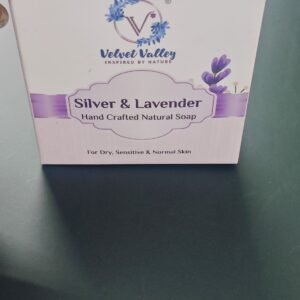 V
Velvet Valley
INSPIRED BY NATURE
Silver & Lavender
Hand Crafted Natural Soap
For Dry, Sensitive & Normal Skin